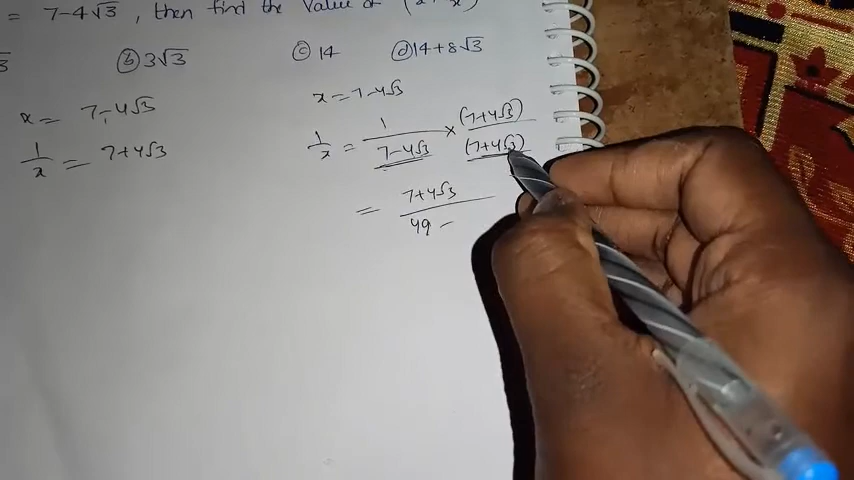 = 7-4√3, then find the value of (
√3 (b) 3√3 (c) 14 (d) 14+8√3
x = 7-4√3
1/x = 7+4√3
x = 7-4√3
1/x = 1/(7-4√3) × (7+4√3)/(7+4√3)
= 7+4√3 / 49 -